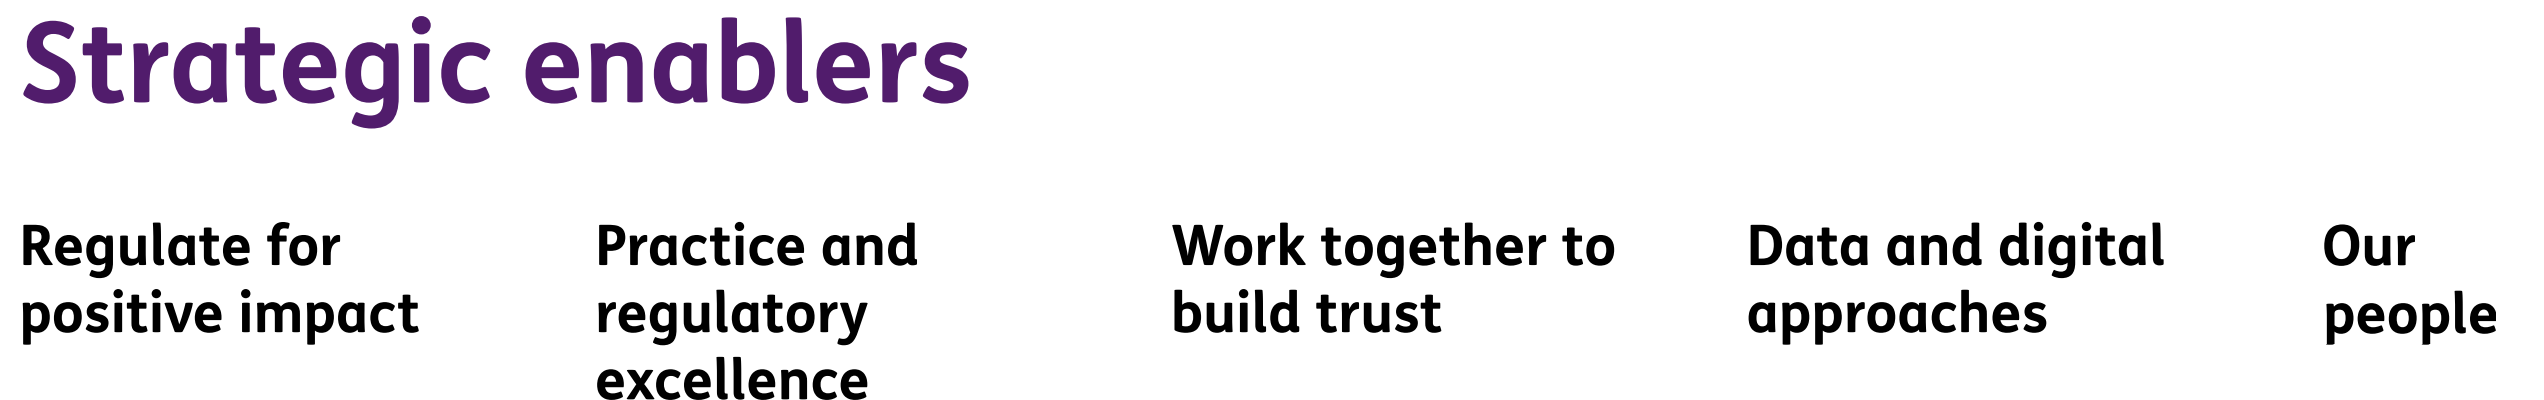 Strategic enablers
Regulate for
positive impact
Practice and
regulatory
excellence
Work together to
build trust
Data and digital
approaches
Our
people